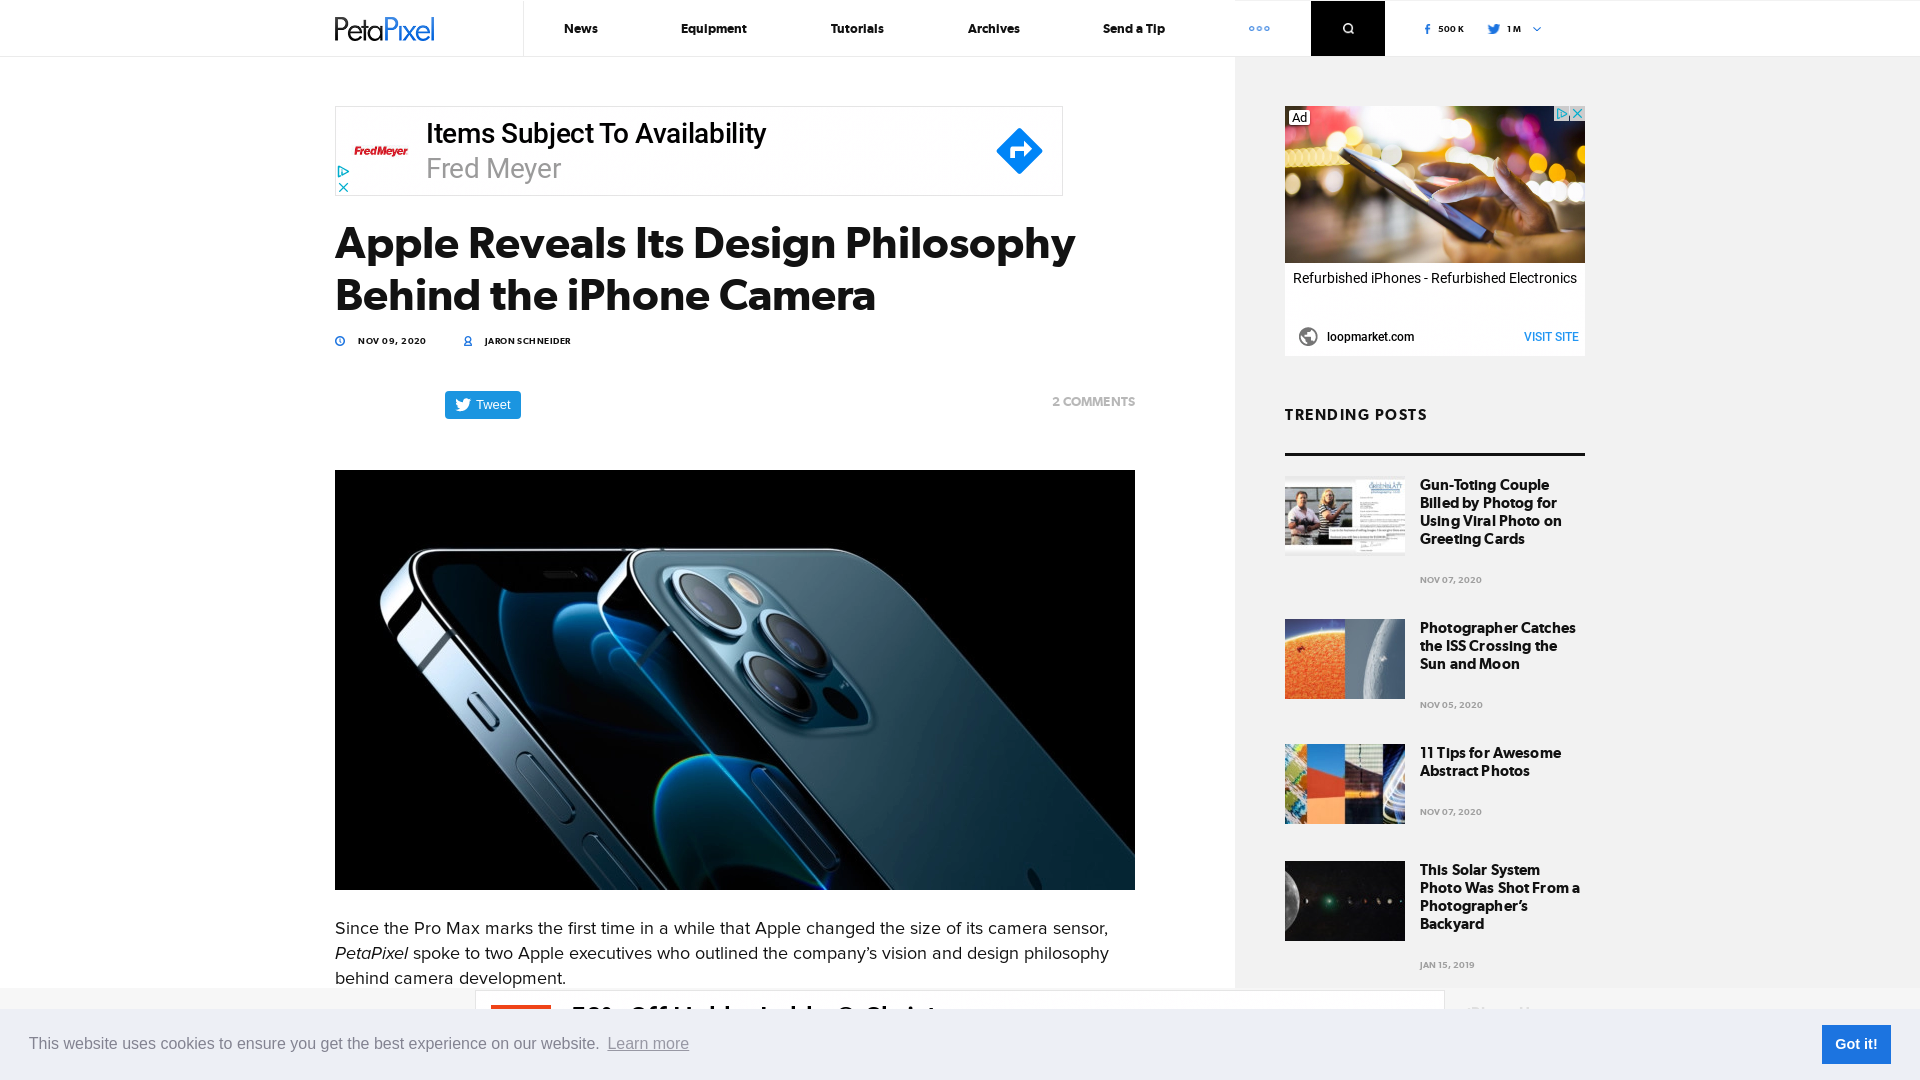 PetaPixel
News
Equipment
Tutorials
Archives
Send a Tip
500 K
1 M
Items Subject To Availability
Fred Meyer
FredMeyer
Apple Reveals Its Design Philosophy
Behind the iPhone Camera
NOV 09, 2020
JARON SCHNEIDER
Tweet
2 COMMENTS
Since the Pro Max marks the first time in a while that Apple changed the size of its camera sensor,
PetaPixel spoke to two Apple executives who outlined the company’s vision and design philosophy
behind camera development.
Ad
Refurbished iPhones - Refurbished Electronics
loopmarket.com
VISIT SITE
TRENDING POSTS
Gun-Toting Couple
Billed by Photog for
Using Viral Photo on
Greeting Cards
NOV 07, 2020
Photographer Catches
the ISS Crossing the
Sun and Moon
NOV 05, 2020
11 Tips for Awesome
Abstract Photos
NOV 07, 2020
This Solar System
Photo Was Shot From a
Photographer’s
Backyard
JAN 15, 2019
This website uses cookies to ensure you get the best experience on our website. Learn more
Got it!